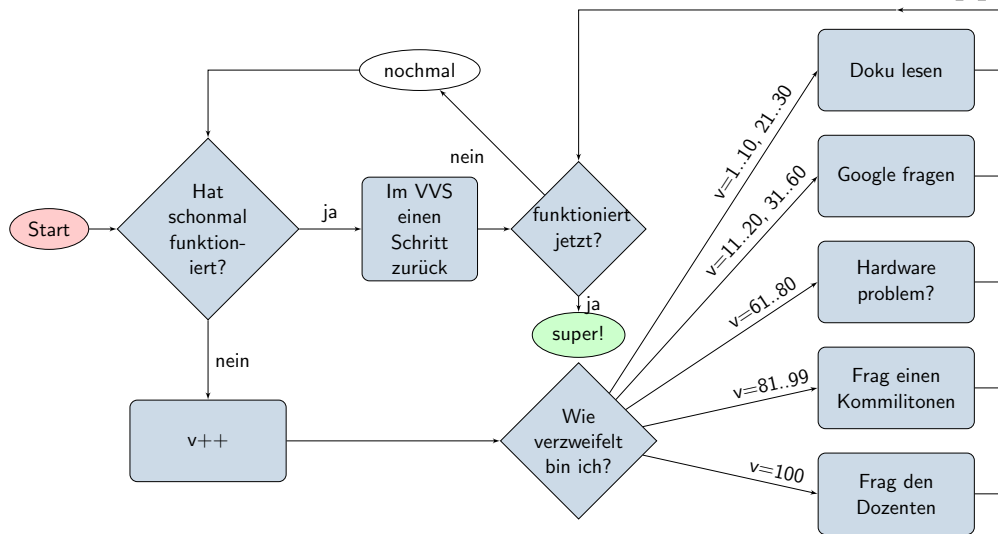 nochmal
Doku lesen
nein
v=1..10, 21..30
Hat
schonmal
funktion-
iert?
Im VVS
einen
Schritt
zurück
Google fragen
Start
ja
funktioniert
jetzt?
v=11..20, 31..60
Hardware
problem?
v=61..80
ja
super!
nein
Frag einen
Kommilitonen
v=81..99
v++
Wie
verzweifelt
bin ich?
v=100
Frag den
Dozenten